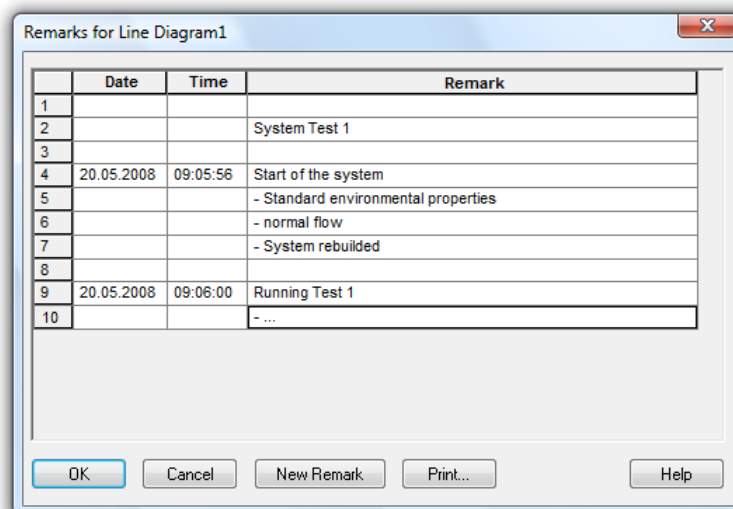 Remarks for Line Diagram1
Date Time Remark
1
2 System Test 1
3
4 20.05.2008 09:05:56 Start of the system
5 - Standard environmental properties
6 - normal flow
7 - System rebuilded
8
9 20.05.2008 09:06:00 Running Test 1
10 - ...
OK Cancel New Remark Print... Help